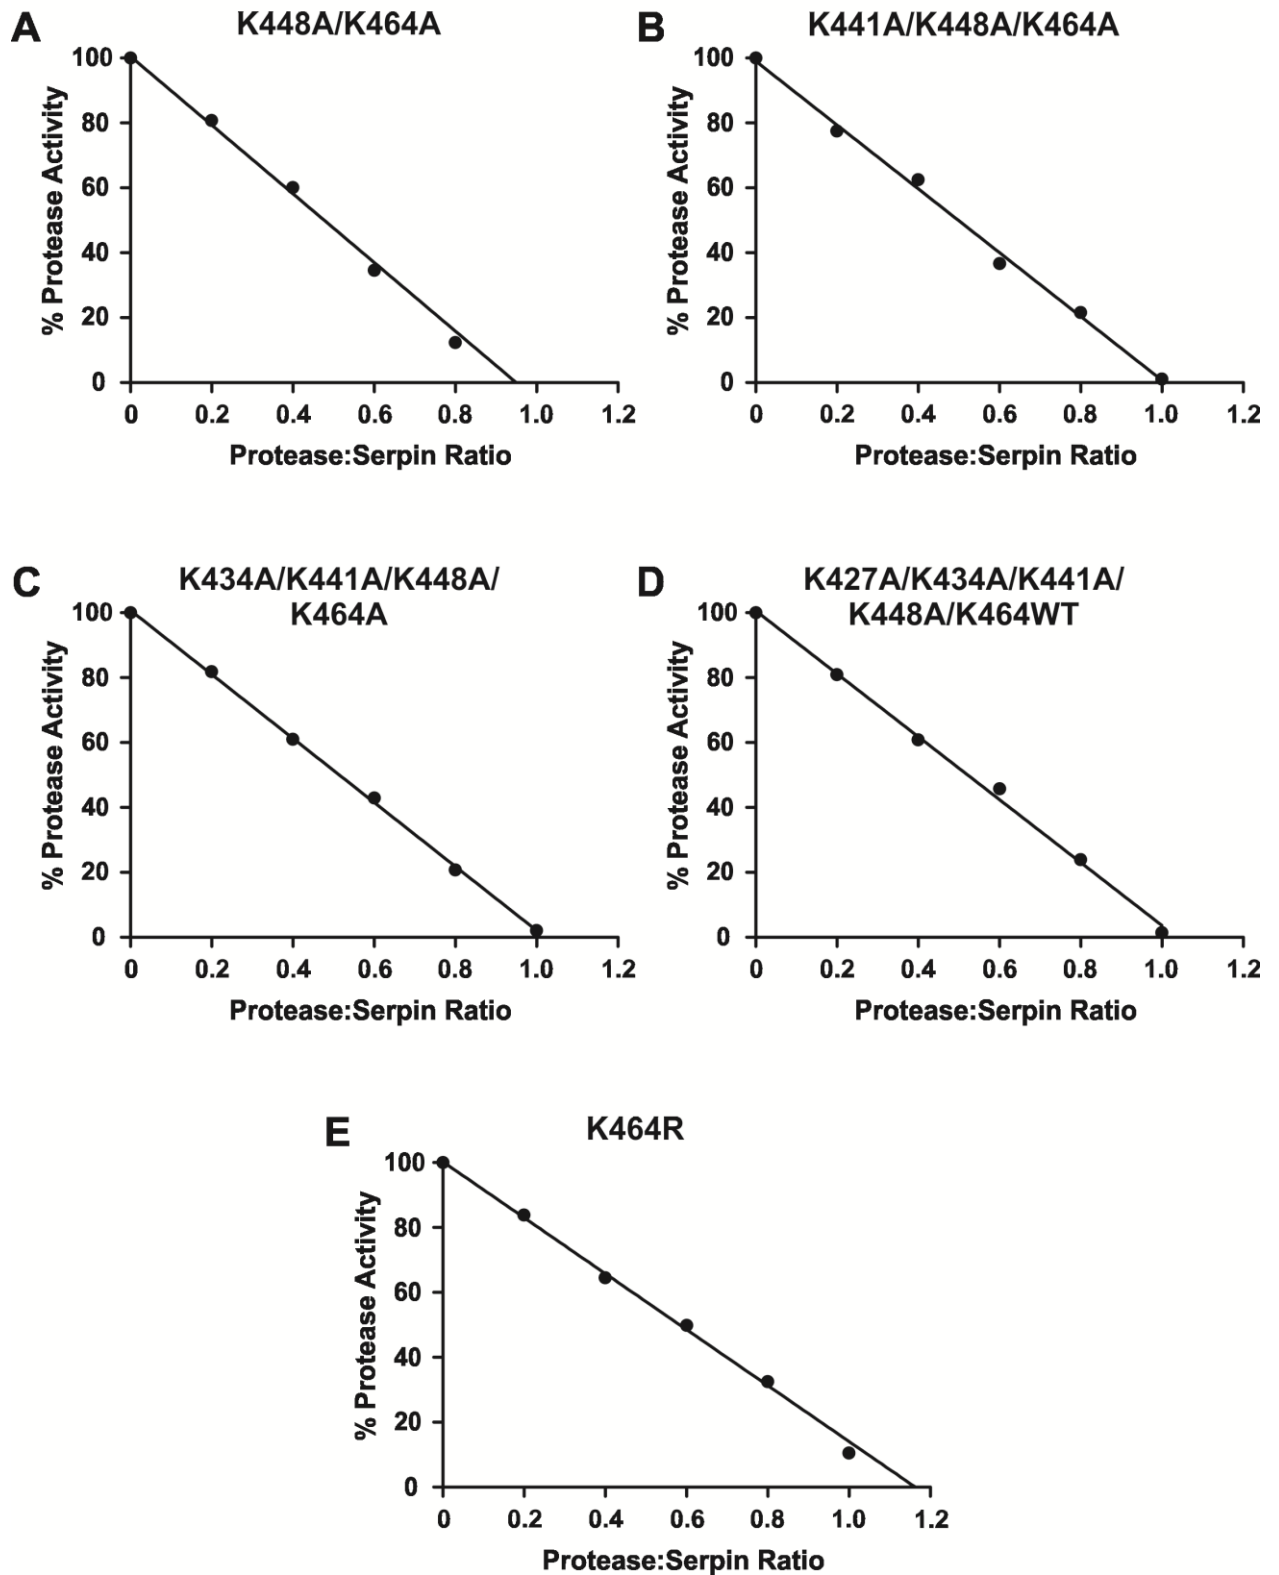 A
K448A/K464A
% Protease Activity
100
80
60
40
20
0
0 0.2 0.4 0.6 0.8 1.0 1.2
Protease:Serpin Ratio
B
K441A/K448A/K464A
% Protease Activity
100
80
60
40
20
0
0 0.2 0.4 0.6 0.8 1.0 1.2
Protease:Serpin Ratio
C
K434A/K441A/K448A/
K464A
% Protease Activity
100
80
60
40
20
0
0 0.2 0.4 0.6 0.8 1.0 1.2
Protease:Serpin Ratio
D
K427A/K434A/K441A/
K448A/K464WT
% Protease Activity
100
80
60
40
20
0
0 0.2 0.4 0.6 0.8 1.0 1.2
Protease:Serpin Ratio
E
K464R
% Protease Activity
100
80
60
40
20
0
0 0.2 0.4 0.6 0.8 1.0 1.2
Protease:Serpin Ratio